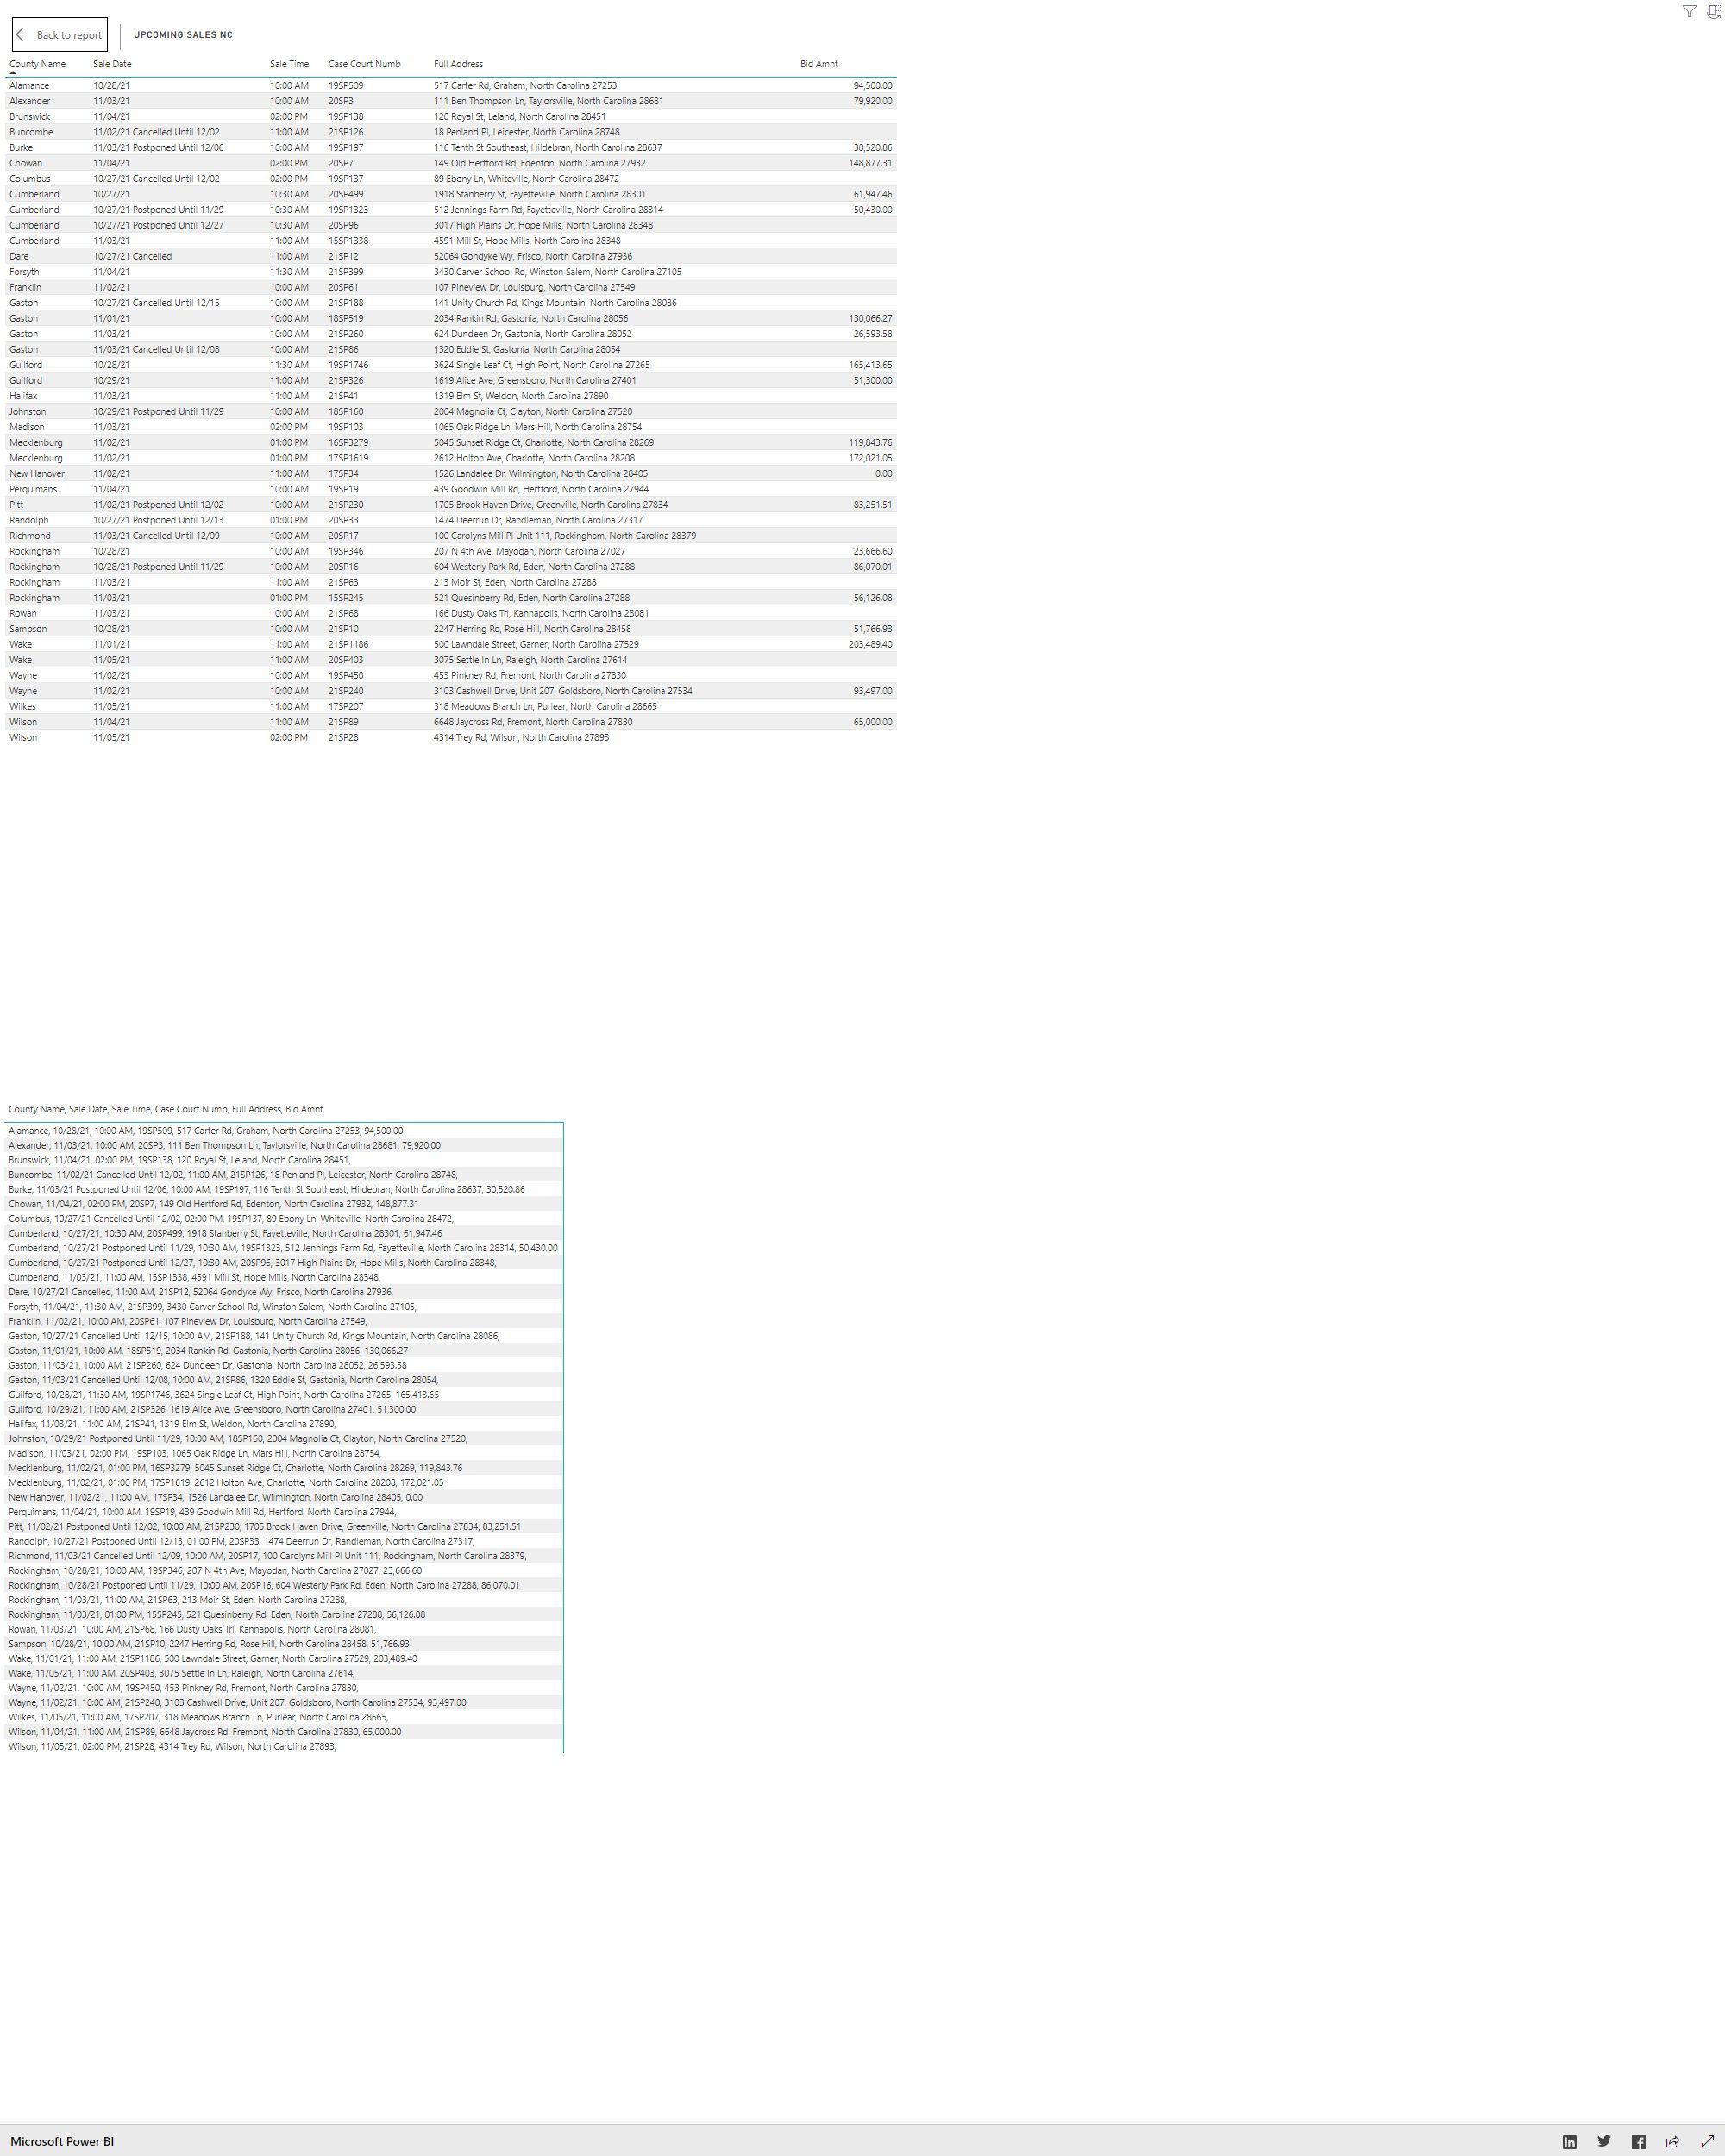 Back to report
UPCOMING SALES NC
County Name Sale Date Sale Time Case Court Numb Full Address Bid Amnt
Alamance 10/28/21 10:00 AM 19SP509 517 Carter Rd, Graham, North Carolina 27253 94,500.00
Alexander 11/03/21 10:00 AM 20SP3 111 Ben Thompson Ln, Taylorsville, North Carolina 28681 79,920.00
Brunswick 11/04/21 02:00 PM 19SP138 120 Royal St, Leland, North Carolina 28451
Buncombe 11/02/21 Cancelled Until 12/02 11:00 AM 21SP126 18 Penland Pl, Leicester, North Carolina 28748
Burke 11/03/21 Postponed Until 12/06 10:00 AM 19SP197 116 Tenth St Southeast, Hildebran, North Carolina 28637 30,520.86
Chowan 11/04/21 02:00 PM 20SP7 149 Old Hertford Rd, Edenton, North Carolina 27932 148,877.31
Columbus 10/27/21 Cancelled Until 12/02 02:00 PM 19SP137 89 Ebony Ln, Whiteville, North Carolina 28472
Cumberland 10/27/21 10:30 AM 20SP499 1918 Stanberry St, Fayetteville, North Carolina 28301 61,947.46
Cumberland 10/27/21 Postponed Until 11/29 10:30 AM 19SP1323 512 Jennings Farm Rd, Fayetteville, North Carolina 28314 50,430.00
Cumberland 10/27/21 Postponed Until 12/27 10:30 AM 20SP96 3017 High Plains Dr, Hope Mills, North Carolina 28348
Cumberland 11/03/21 11:00 AM 15SP1338 4591 Mill St, Hope Mills, North Carolina 28348
Dare 10/27/21 Cancelled 11:00 AM 21SP12 52064 Gondyke Wy, Frisco, North Carolina 27936
Forsyth 11/04/21 11:30 AM 21SP399 3430 Carver School Rd, Winston Salem, North Carolina 27105
Franklin 11/02/21 10:00 AM 20SP61 107 Pineview Dr, Louisburg, North Carolina 27549
Gaston 10/27/21 Cancelled Until 12/15 10:00 AM 21SP188 141 Unity Church Rd, Kings Mountain, North Carolina 28086
Gaston 11/01/21 10:00 AM 18SP519 2034 Rankin Rd, Gastonia, North Carolina 28056 130,066.27
Gaston 11/03/21 10:00 AM 21SP260 624 Dundeen Dr, Gastonia, North Carolina 28052 26,593.58
Gaston 11/03/21 Cancelled Until 12/08 10:00 AM 21SP86 1320 Eddie St, Gastonia, North Carolina 28054
Guilford 10/28/21 11:30 AM 19SP1746 3624 Single Leaf Ct, High Point, North Carolina 27265 165,413.65
Guilford 10/29/21 11:00 AM 21SP326 1619 Alice Ave, Greensboro, North Carolina 27401 51,300.00
Halifax 11/03/21 11:00 AM 21SP41 1319 Elm St, Weldon, North Carolina 27890
Johnston 10/29/21 Postponed Until 11/29 10:00 AM 18SP160 2004 Magnolia Ct, Clayton, North Carolina 27520
Madison 11/03/21 02:00 PM 19SP103 1065 Oak Ridge Ln, Mars Hill, North Carolina 28754
Mecklenburg 11/02/21 01:00 PM 16SP3279 5045 Sunset Ridge Ct, Charlotte, North Carolina 28269 119,843.76
Mecklenburg 11/02/21 01:00 PM 17SP1619 2612 Holton Ave, Charlotte, North Carolina 28208 172,021.05
New Hanover 11/02/21 11:00 AM 17SP34 1526 Landalee Dr, Wilmington, North Carolina 28405 0.00
Perquimans 11/04/21 10:00 AM 19SP19 439 Goodwin Mill Rd, Hertford, North Carolina 27944
Pitt 11/02/21 Postponed Until 12/02 10:00 AM 21SP230 1705 Brook Haven Drive, Greenville, North Carolina 27834 83,251.51
Randolph 10/27/21 Postponed Until 12/13 01:00 PM 20SP33 1474 Deerrun Dr, Randleman, North Carolina 27317
Richmond 11/03/21 Cancelled Until 12/09 10:00 AM 20SP17 100 Carolyns Mill Pl Unit 111, Rockingham, North Carolina 28379
Rockingham 10/28/21 10:00 AM 19SP346 207 N 4th Ave, Mayodan, North Carolina 27027 23,666.60
Rockingham 10/28/21 Postponed Until 11/29 10:00 AM 20SP16 604 Westerly Park Rd, Eden, North Carolina 27288 86,070.01
Rockingham 11/03/21 11:00 AM 21SP63 213 Moir St, Eden, North Carolina 27288
Rockingham 11/03/21 01:00 PM 15SP245 521 Quesinberry Rd, Eden, North Carolina 27288 56,126.08
Rowan 11/03/21 10:00 AM 21SP68 166 Dusty Oaks Trl, Kannapolis, North Carolina 28081
Sampson 10/28/21 10:00 AM 21SP10 2247 Herring Rd, Rose Hill, North Carolina 28458 51,766.93
Wake 11/01/21 11:00 AM 21SP1186 500 Lawndale Street, Garner, North Carolina 27529 203,489.40
Wake 11/05/21 11:00 AM 20SP403 3075 Settle In Ln, Raleigh, North Carolina 27614
Wayne 11/02/21 10:00 AM 19SP450 453 Pinkney Rd, Fremont, North Carolina 27830
Wayne 11/02/21 10:00 AM 21SP240 3103 Cashwell Drive, Unit 207, Goldsboro, North Carolina 27534 93,497.00
Wilkes 11/05/21 11:00 AM 17SP207 318 Meadows Branch Ln, Purlear, North Carolina 28665
Wilson 11/04/21 11:00 AM 21SP89 6648 Jaycross Rd, Fremont, North Carolina 27830 65,000.00
Wilson 11/05/21 02:00 PM 21SP28 4314 Trey Rd, Wilson, North Carolina 27893
County Name, Sale Date, Sale Time, Case Court Numb, Full Address, Bid Amnt
Alamance, 10/28/21, 10:00 AM, 19SP509, 517 Carter Rd, Graham, North Carolina 27253, 94,500.00
Alexander, 11/03/21, 10:00 AM, 20SP3, 111 Ben Thompson Ln, Taylorsville, North Carolina 28681, 79,920.00
Brunswick, 11/04/21, 02:00 PM, 19SP138, 120 Royal St, Leland, North Carolina 28451,
Buncombe, 11/02/21 Cancelled Until 12/02, 11:00 AM, 21SP126, 18 Penland Pl, Leicester, North Carolina 28748,
Burke, 11/03/21 Postponed Until 12/06, 10:00 AM, 19SP197, 116 Tenth St Southeast, Hildebran, North Carolina 28637, 30,520.86
Chowan, 11/04/21, 02:00 PM, 20SP7, 149 Old Hertford Rd, Edenton, North Carolina 27932, 148,877.31
Columbus, 10/27/21 Cancelled Until 12/02, 02:00 PM, 19SP137, 89 Ebony Ln, Whiteville, North Carolina 28472,
Cumberland, 10/27/21, 10:30 AM, 20SP499, 1918 Stanberry St, Fayetteville, North Carolina 28301, 61,947.46
Cumberland, 10/27/21 Postponed Until 11/29, 10:30 AM, 19SP1323, 512 Jennings Farm Rd, Fayetteville, North Carolina 28314, 50,430.00
Cumberland, 10/27/21 Postponed Until 12/27, 10:30 AM, 20SP96, 3017 High Plains Dr, Hope Mills, North Carolina 28348,
Cumberland, 11/03/21, 11:00 AM, 15SP1338, 4591 Mill St, Hope Mills, North Carolina 28348,
Dare, 10/27/21 Cancelled, 11:00 AM, 21SP12, 52064 Gondyke Wy, Frisco, North Carolina 27936,
Forsyth, 11/04/21, 11:30 AM, 21SP399, 3430 Carver School Rd, Winston Salem, North Carolina 27105,
Franklin, 11/02/21, 10:00 AM, 20SP61, 107 Pineview Dr, Louisburg, North Carolina 27549,
Gaston, 10/27/21 Cancelled Until 12/15, 10:00 AM, 21SP188, 141 Unity Church Rd, Kings Mountain, North Carolina 28086,
Gaston, 11/01/21, 10:00 AM, 18SP519, 2034 Rankin Rd, Gastonia, North Carolina 28056, 130,066.27
Gaston, 11/03/21, 10:00 AM, 21SP260, 624 Dundeen Dr, Gastonia, North Carolina 28052, 26,593.58
Gaston, 11/03/21 Cancelled Until 12/08, 10:00 AM, 21SP86, 1320 Eddie St, Gastonia, North Carolina 28054,
Guilford, 10/28/21, 11:30 AM, 19SP1746, 3624 Single Leaf Ct, High Point, North Carolina 27265, 165,413.65
Guilford, 10/29/21, 11:00 AM, 21SP326, 1619 Alice Ave, Greensboro, North Carolina 27401, 51,300.00
Halifax, 11/03/21, 11:00 AM, 21SP41, 1319 Elm St, Weldon, North Carolina 27890,
Johnston, 10/29/21 Postponed Until 11/29, 10:00 AM, 18SP160, 2004 Magnolia Ct, Clayton, North Carolina 27520,
Madison, 11/03/21, 02:00 PM, 19SP103, 1065 Oak Ridge Ln, Mars Hill, North Carolina 28754,
Mecklenburg, 11/02/21, 01:00 PM, 16SP3279, 5045 Sunset Ridge Ct, Charlotte, North Carolina 28269, 119,843.76
Mecklenburg, 11/02/21, 01:00 PM, 17SP1619, 2612 Holton Ave, Charlotte, North Carolina 28208, 172,021.05
New Hanover, 11/02/21, 11:00 AM, 17SP34, 1526 Landalee Dr, Wilmington, North Carolina 28405, 0.00
Perquimans, 11/04/21, 10:00 AM, 19SP19, 439 Goodwin Mill Rd, Hertford, North Carolina 27944,
Pitt, 11/02/21 Postponed Until 12/02, 10:00 AM, 21SP230, 1705 Brook Haven Drive, Greenville, North Carolina 27834, 83,251.51
Randolph, 10/27/21 Postponed Until 12/13, 01:00 PM, 20SP33, 1474 Deerrun Dr, Randleman, North Carolina 27317,
Richmond, 11/03/21 Cancelled Until 12/09, 10:00 AM, 20SP17, 100 Carolyns Mill Pl Unit 111, Rockingham, North Carolina 28379,
Rockingham, 10/28/21, 10:00 AM, 19SP346, 207 N 4th Ave, Mayodan, North Carolina 27027, 23,666.60
Rockingham, 10/28/21 Postponed Until 11/29, 10:00 AM, 20SP16, 604 Westerly Park Rd, Eden, North Carolina 27288, 86,070.01
Rockingham, 11/03/21, 11:00 AM, 21SP63, 213 Moir St, Eden, North Carolina 27288,
Rockingham, 11/03/21, 01:00 PM, 15SP245, 521 Quesinberry Rd, Eden, North Carolina 27288, 56,126.08
Rowan, 11/03/21, 10:00 AM, 21SP68, 166 Dusty Oaks Trl, Kannapolis, North Carolina 28081,
Sampson, 10/28/21, 10:00 AM, 21SP10, 2247 Herring Rd, Rose Hill, North Carolina 28458, 51,766.93
Wake, 11/01/21, 11:00 AM, 21SP1186, 500 Lawndale Street, Garner, North Carolina 27529, 203,489.40
Wake, 11/05/21, 11:00 AM, 20SP403, 3075 Settle In Ln, Raleigh, North Carolina 27614,
Wayne, 11/02/21, 10:00 AM, 19SP450, 453 Pinkney Rd, Fremont, North Carolina 27830,
Wayne, 11/02/21, 10:00 AM, 21SP240, 3103 Cashwell Drive, Unit 207, Goldsboro, North Carolina 27534, 93,497.00
Wilkes, 11/05/21, 11:00 AM, 17SP207, 318 Meadows Branch Ln, Purlear, North Carolina 28665,
Wilson, 11/04/21, 11:00 AM, 21SP89, 6648 Jaycross Rd, Fremont, North Carolina 27830, 65,000.00
Wilson, 11/05/21, 02:00 PM, 21SP28, 4314 Trey Rd, Wilson, North Carolina 27893,
Microsoft Power BI